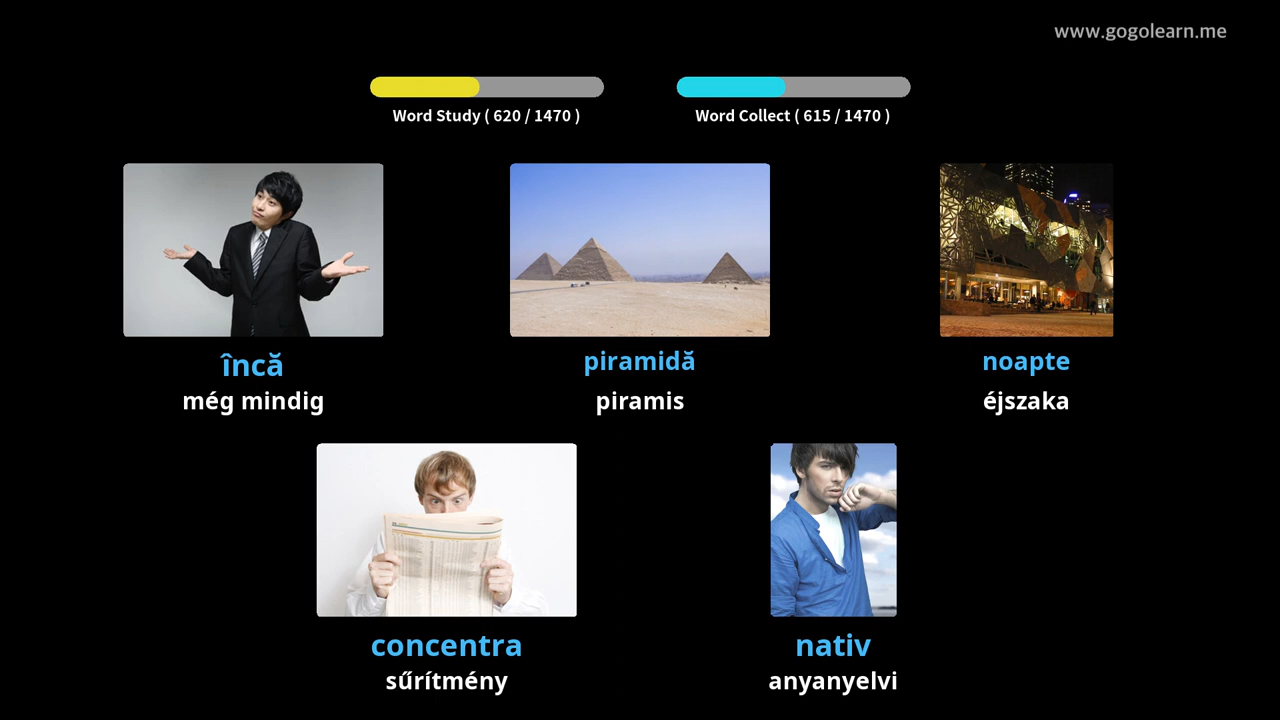 www.gogolearn.me
Word Study ( 620 / 1470 )
Word Collect ( 615 / 1470 )
încă
még mindig
piramidă
piramis
noapte
éjszaka
concentra
sűrítmény
nativ
anyanyelvi